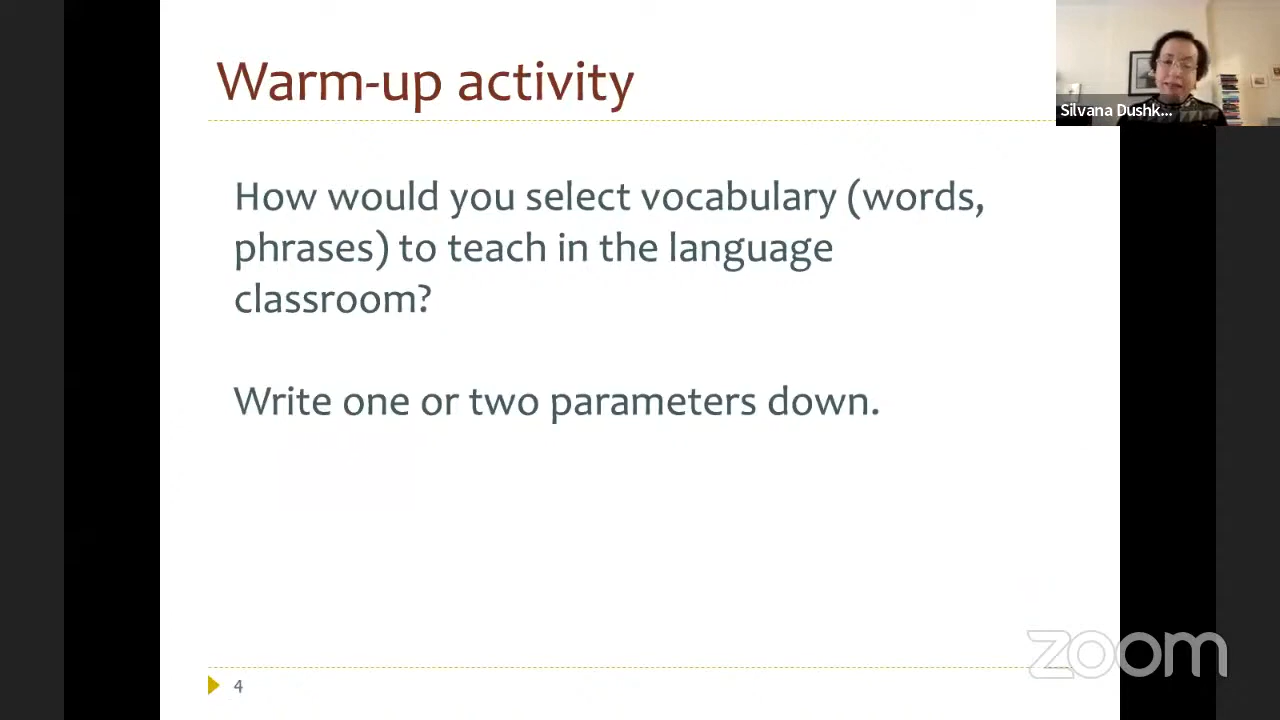 Warm-up activity
Silvana Dushk...
How would you select vocabulary (words,
phrases) to teach in the language
classroom?
Write one or two parameters down.
zoom
4